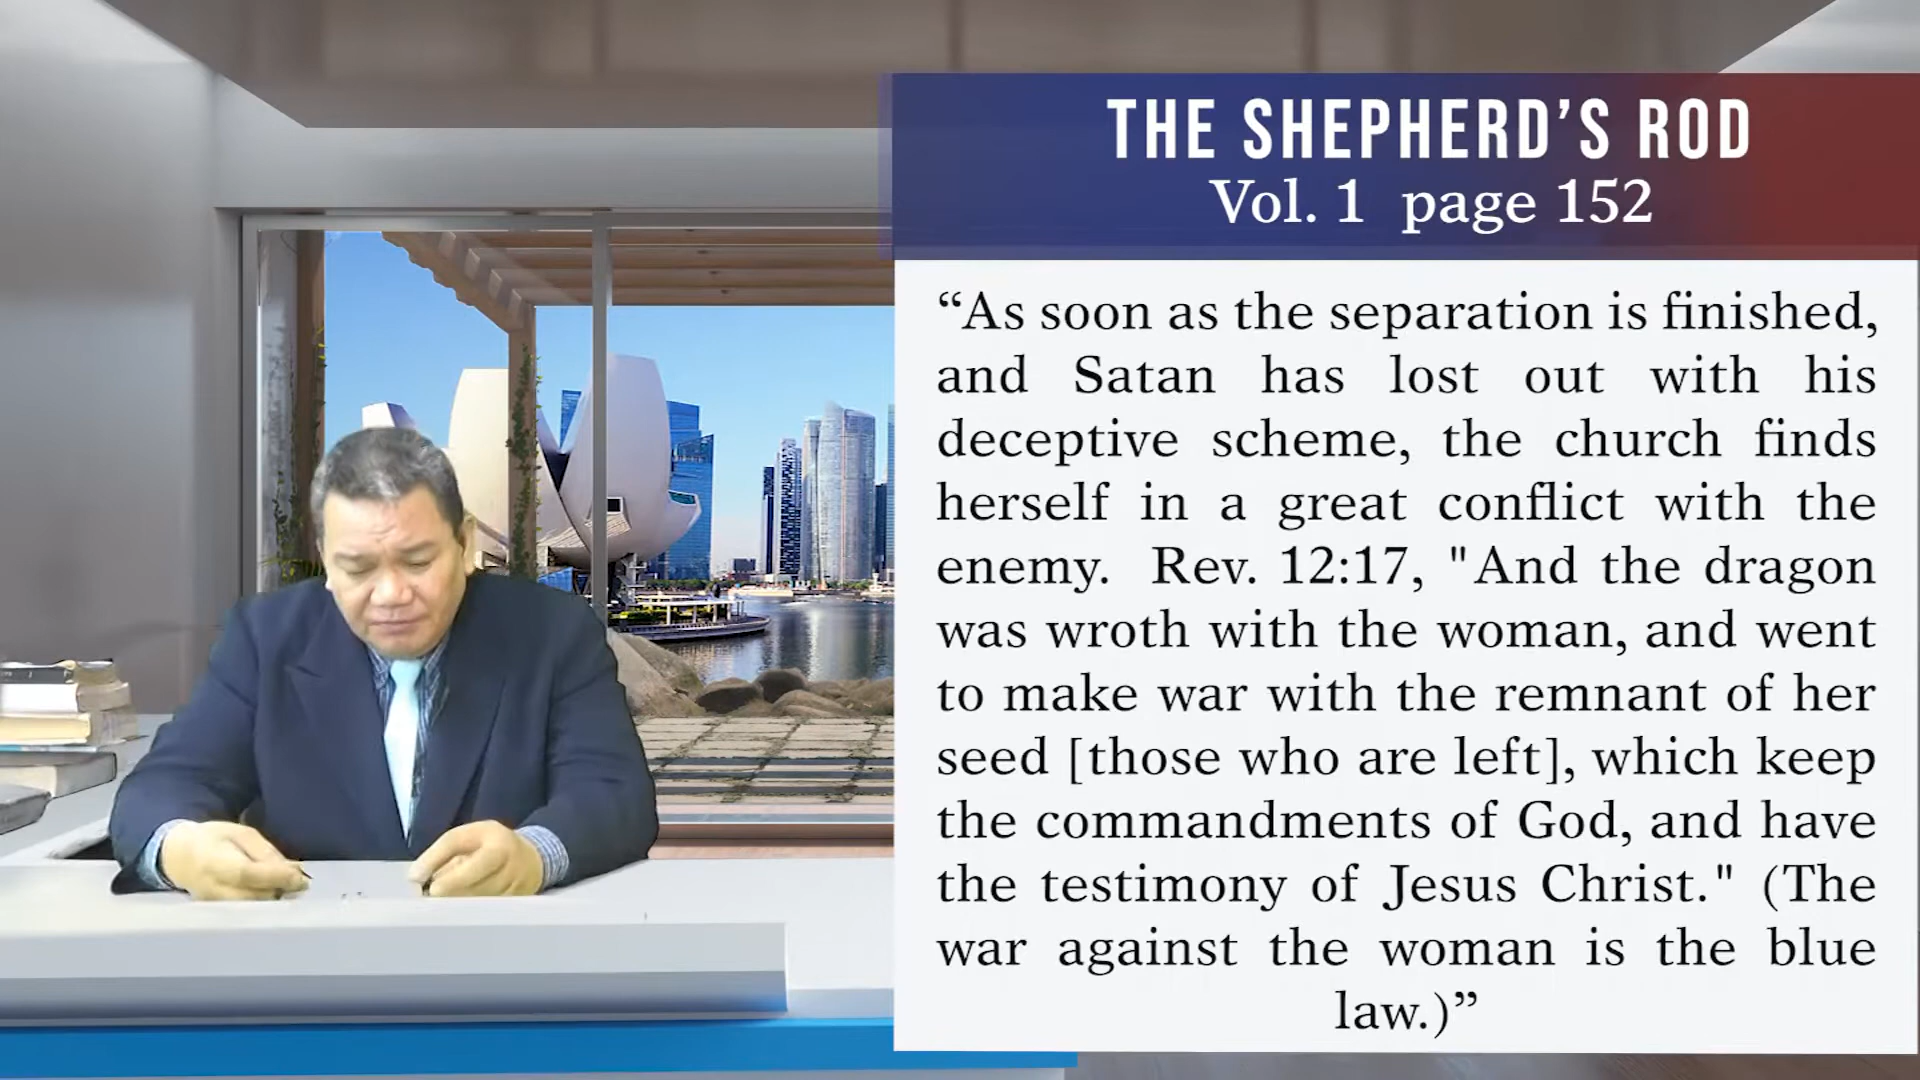 THE SHEPHERD’S ROD
Vol. 1 page 152
“As soon as the separation is finished,
and Satan has lost out with his
deceptive scheme, the church finds
herself in a great conflict with the
enemy. Rev. 12:17, "And the dragon
was wroth with the woman, and went
to make war with the remnant of her
seed [those who are left], which keep
the commandments of God, and have
the testimony of Jesus Christ." (The
war against the woman is the blue
law.)”